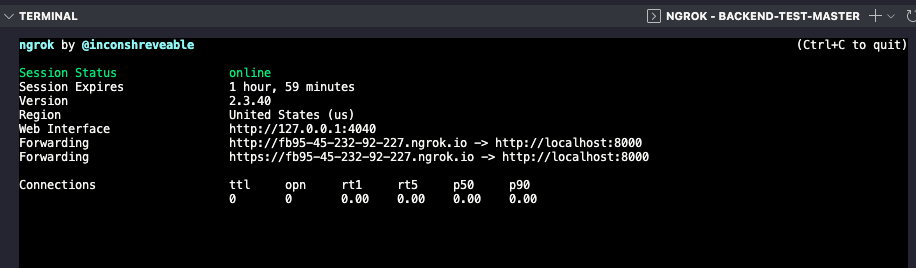 TERMINAL NGROK - BACKEND-TEST-MASTER
ngrok by @inconshreveable (Ctrl+C to quit)
Session Status online
Session Expires 1 hour, 59 minutes
Version 2.3.40
Region United States (us)
Web Interface http://127.0.0.1:4040
Forwarding http://fb95-45-232-92-227.ngrok.io -> http://localhost:8000
Forwarding https://fb95-45-232-92-227.ngrok.io -> http://localhost:8000
Connections ttl opn rt1 rt5 p50 p90
0 0 0.00 0.00 0.00 0.00